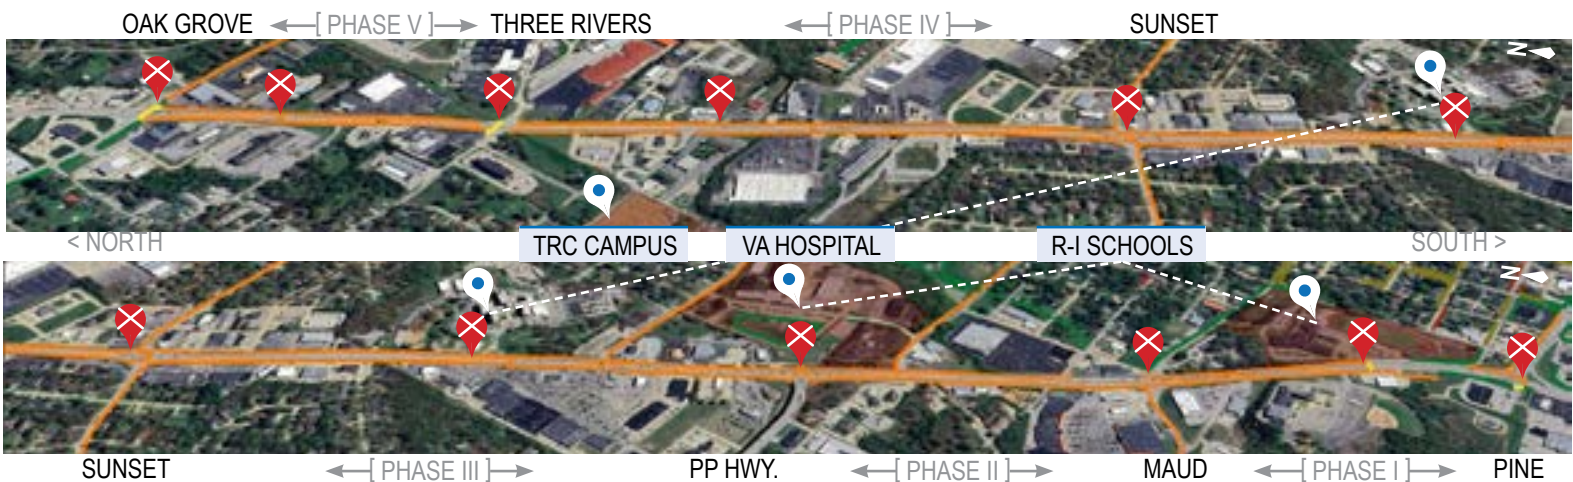 OAK GROVE [ PHASE V ] THREE RIVERS [ PHASE IV ] SUNSET
N
< NORTH TRC CAMPUS VA HOSPITAL R-I SCHOOLS SOUTH >
N
SUNSET [ PHASE III ] PP HWY. [ PHASE II ] MAUD [ PHASE I ] PINE